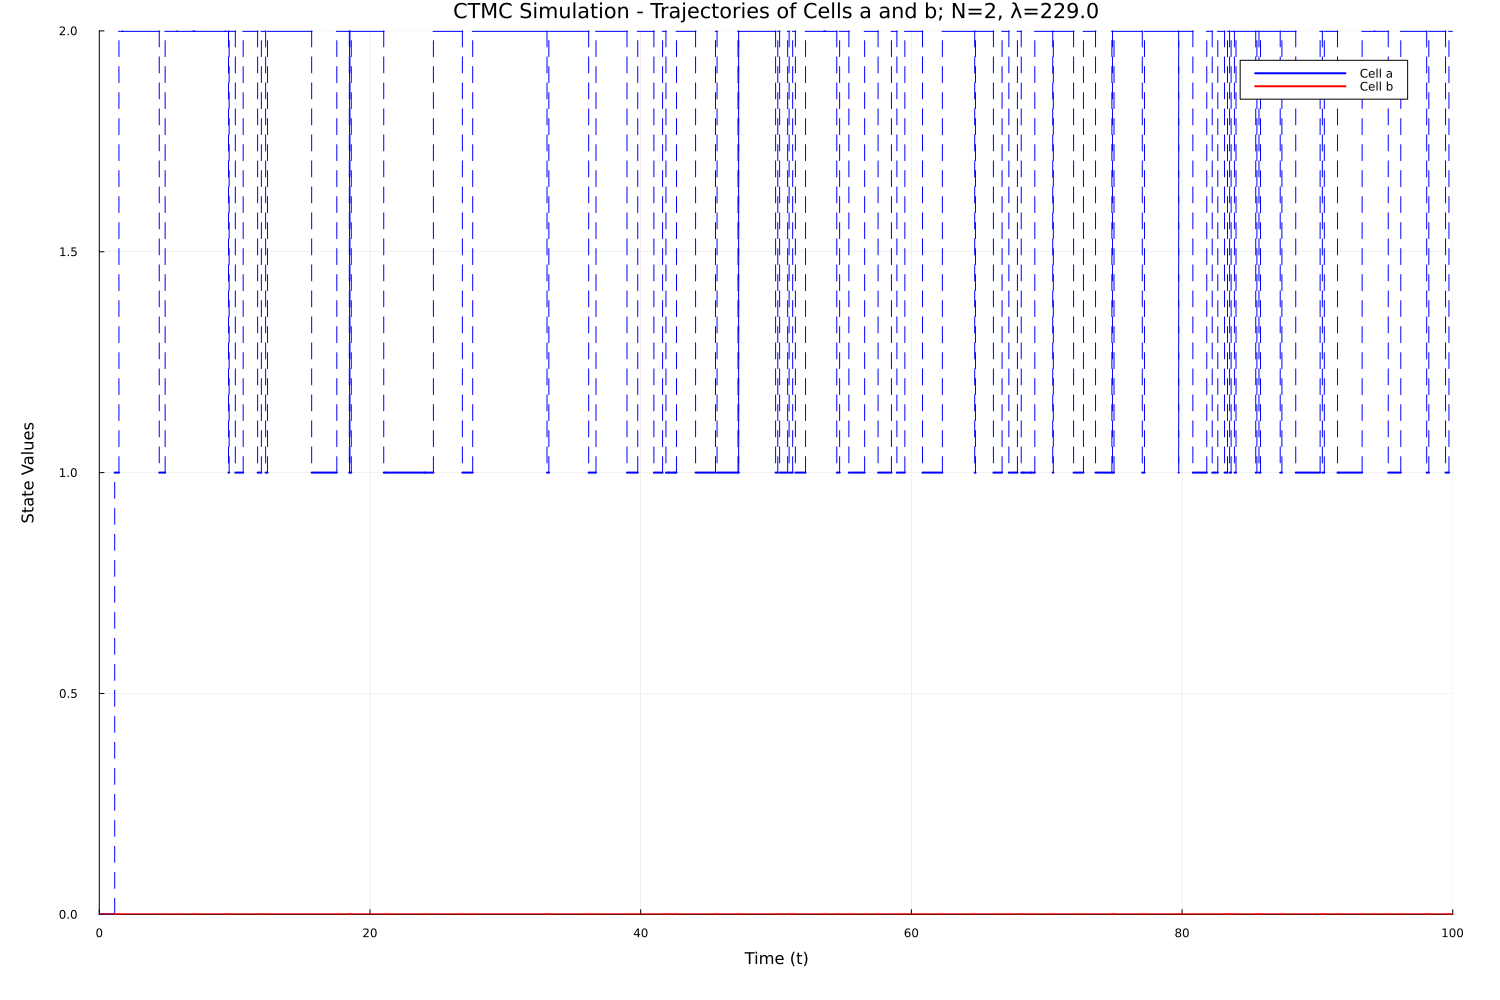 CTMC Simulation - Trajectories of Cells a and b; N=2, λ=229.0
2.0
Cell a
Cell b
1.5
State Values
1.0
0.5
0.0
0 20 40 60 80 100
Time (t)